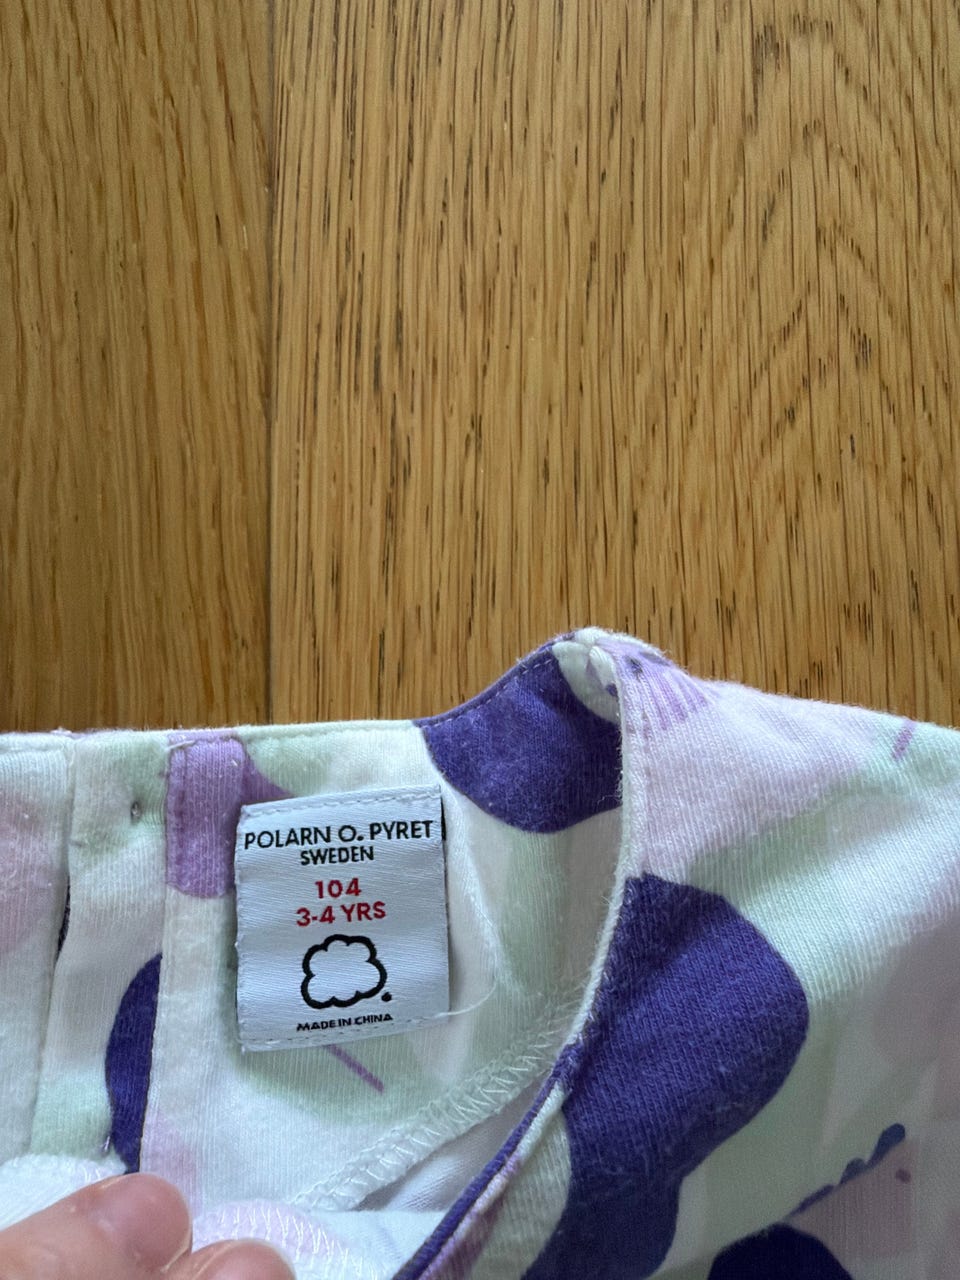 POLARN O. PYRET
SWEDEN
104
3-4 YRS
MADE IN CHINA